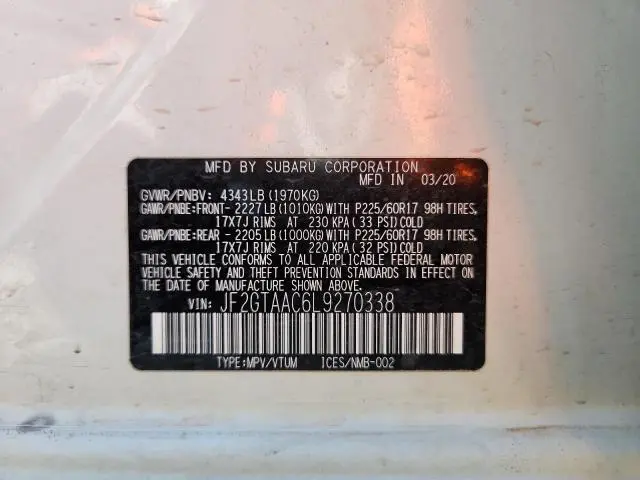 MFD BY SUBARU CORPORATION
MFD IN 03/20
GVWR/PNBV: 4343LB (1970KG)
GAWR/PNBE:FRONT-2227LB(1010KG)WITH P225/60R17 98H TIRES,
17X7J RIMS AT 230 KPA(33 PSI)COLD
GAWR/PNBE:REAR -2205LB(1000KG)WITH P225/60R17 98H TIRES,
17X7J RIMS AT 220 KPA(32 PSI)COLD
THIS VEHICLE CONFORMS TO ALL APPLICABLE FEDERAL MOTOR
VEHICLE SAFETY AND THEFT PREVENTION STANDARDS IN EFFECT
ON THE DATE OF MANUFACTURE SHOWN ABOVE.
VIN: JF2GTAAC6L9270338
TYPE:MPV/VTUM ICES/NMB-002